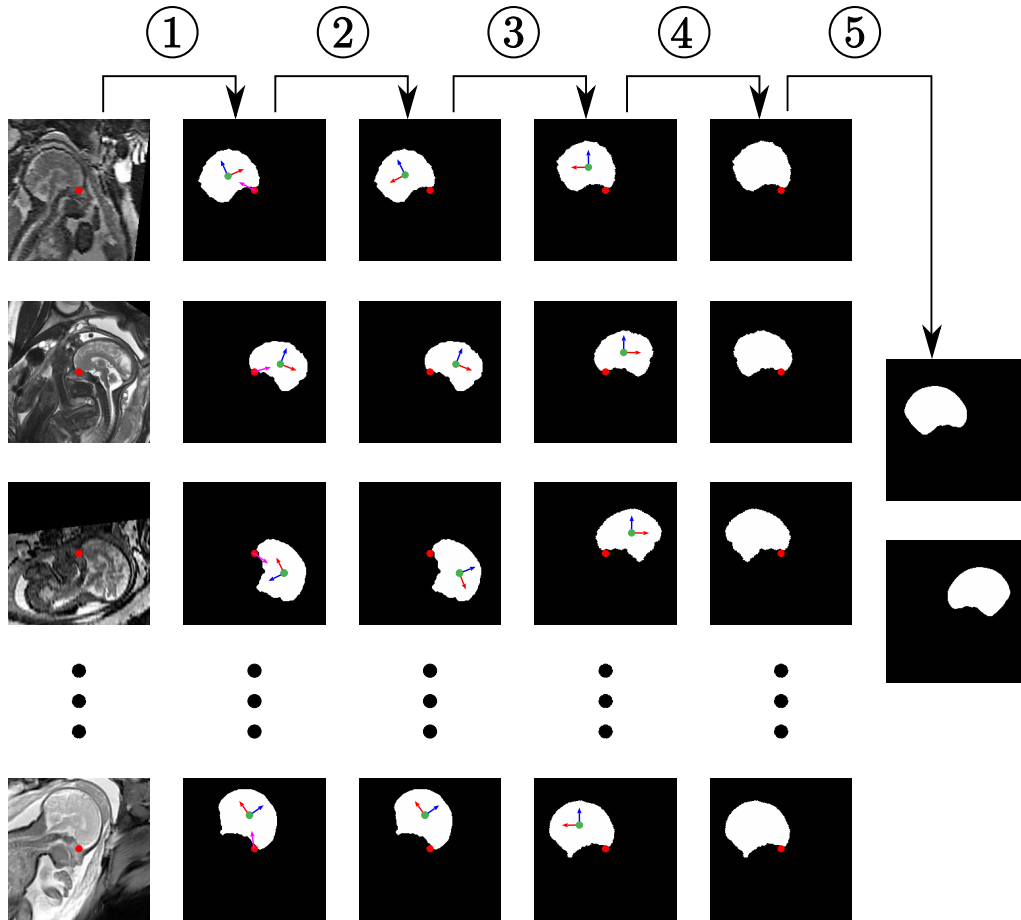 ① ② ③ ④ ⑤